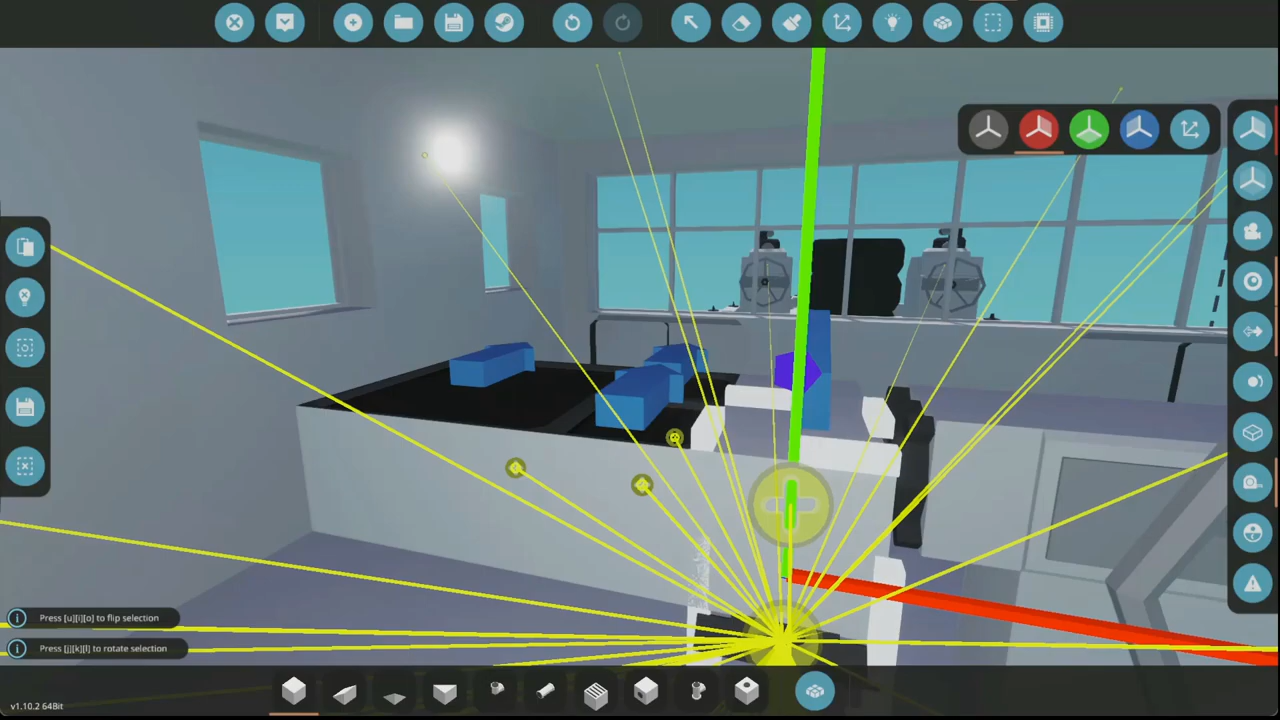 Press [u][i][o] to flip selection
Press [j][k][l] to rotate selection
v1.10.2 64Bit